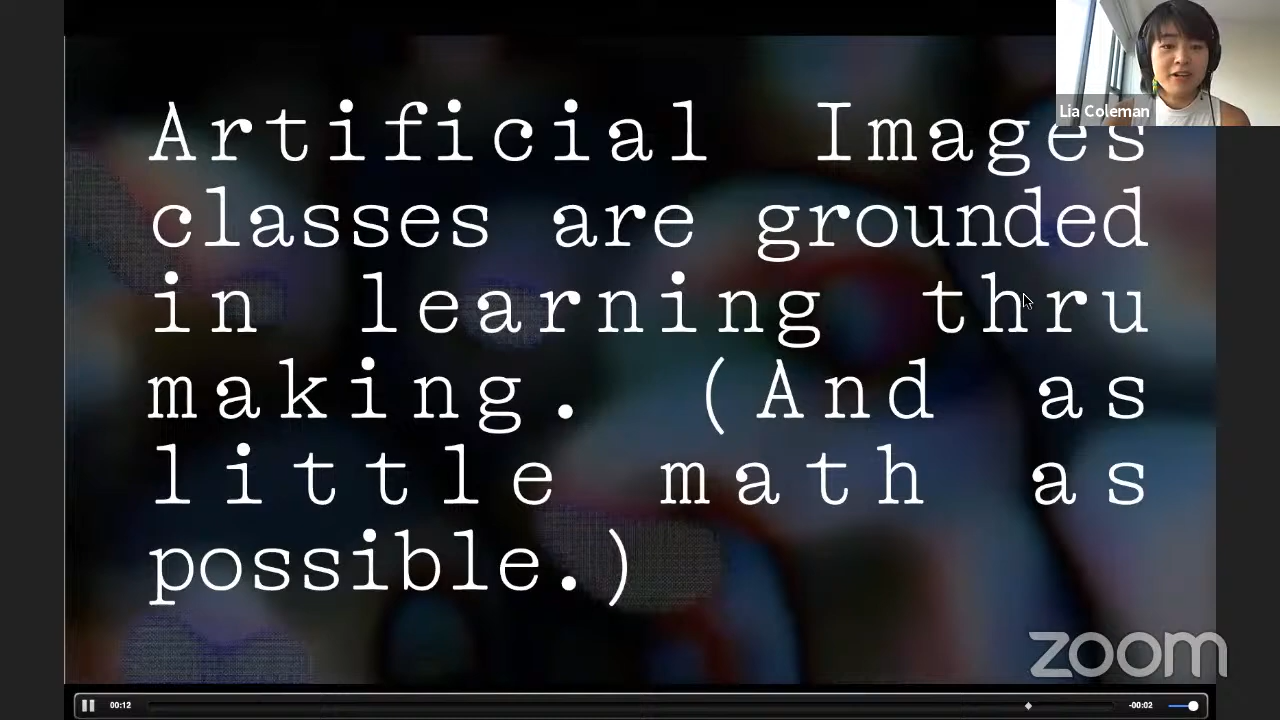 Lia Coleman
Artificial Images
classes are grounded
in learning thru
making. (And as
little math as
possible.)
zoom
00:12
-00:02